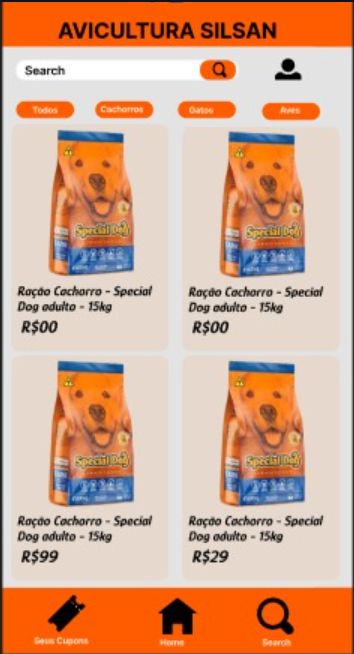 AVICULTURA SILSAN
Search
Todos
Cachorros
Gatos
Aves
Special Dog
Special Dog
Ração Cachorro - Special
Dog adulto - 15kg
R$00
Ração Cachorro - Special
Dog adulto - 15kg
R$00
Special Dog
Special Dog
Ração Cachorro - Special
Dog adulto - 15kg
R$99
Ração Cachorro - Special
Dog adulto - 15kg
R$29
Seus Cupons
Home
Search